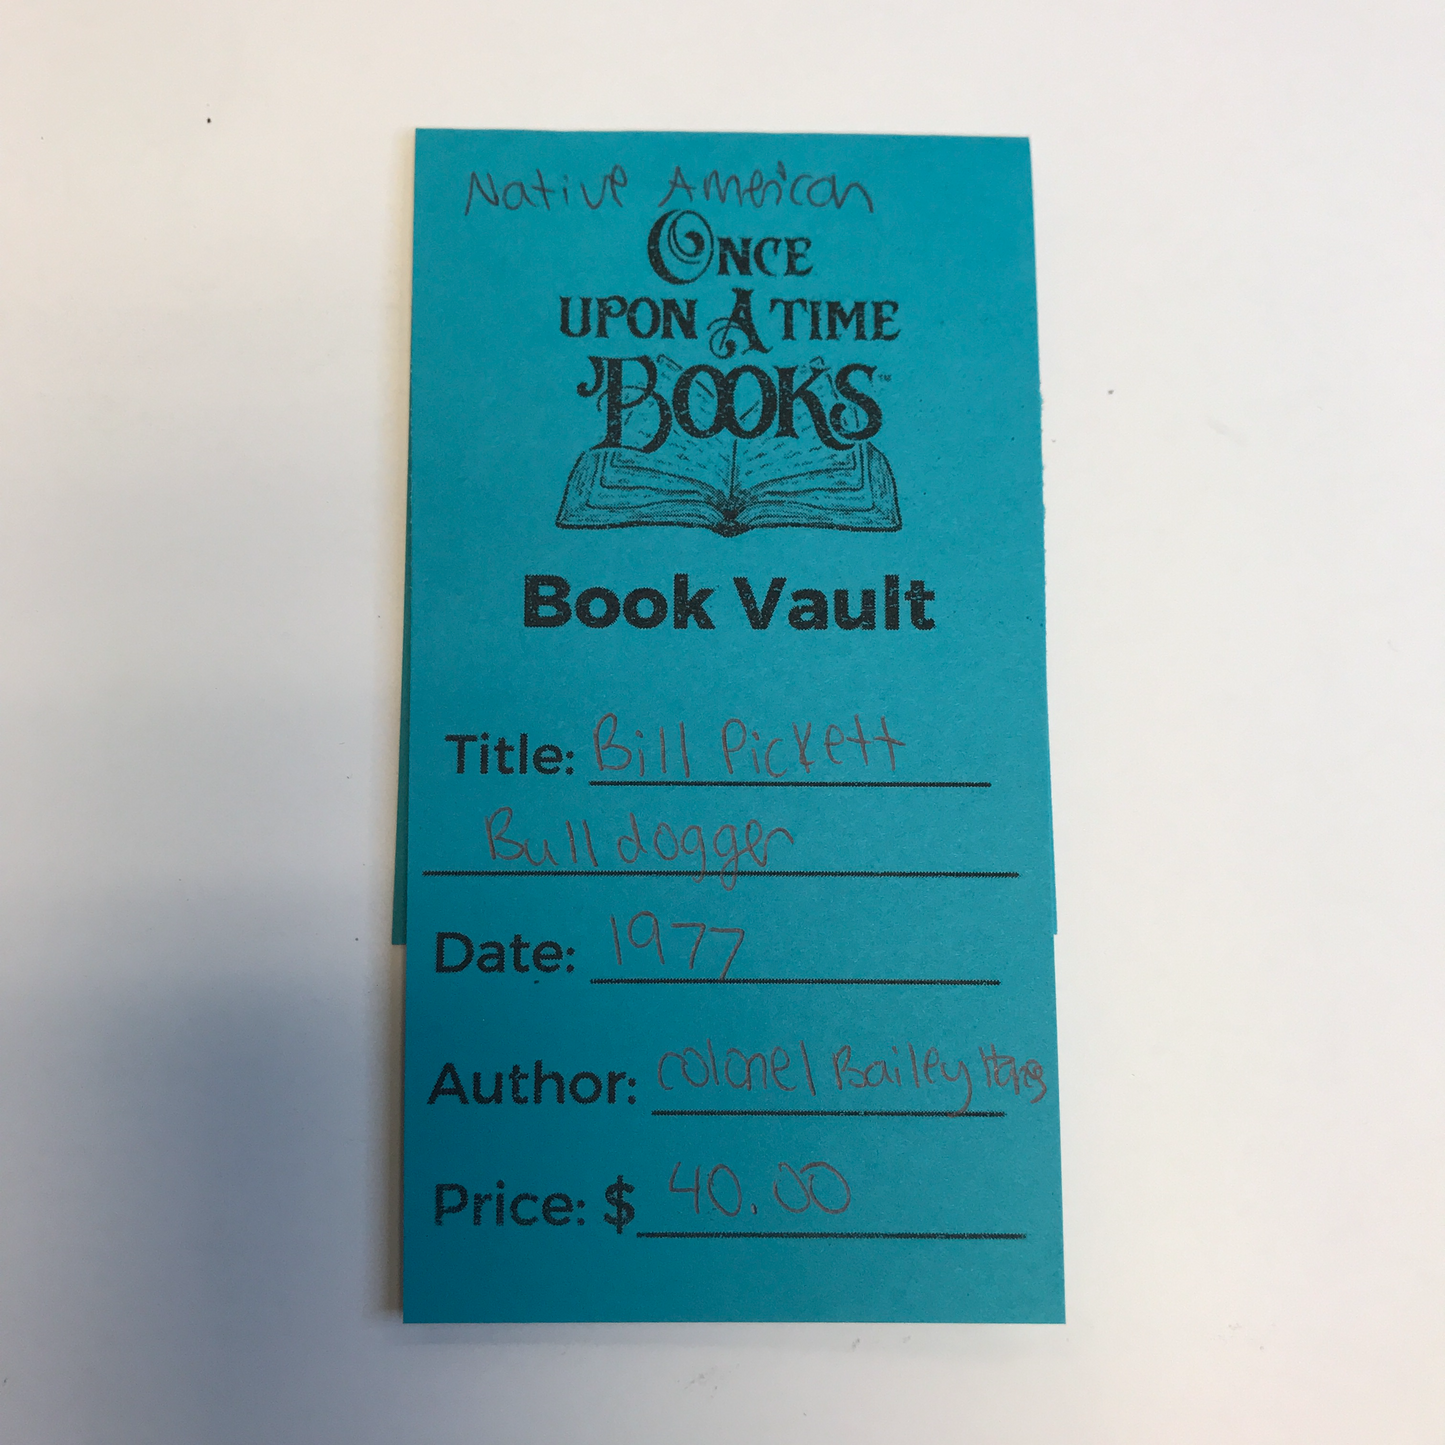 Native American
ONCE
UPON A TIME
BOOKS™
Book Vault
Title: Bill Pickett
Bulldogger
Date: 1977
Author: Colonel Bailey
Price: $ 40.00